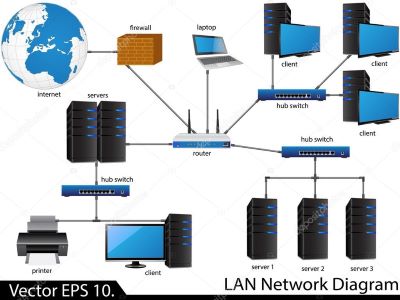 firewall
laptop
client
client
internet
servers
hub switch
client
router
hub switch
hub switch
printer
client
server 1
server 2
server 3
Vector EPS 10.
LAN Network Diagram